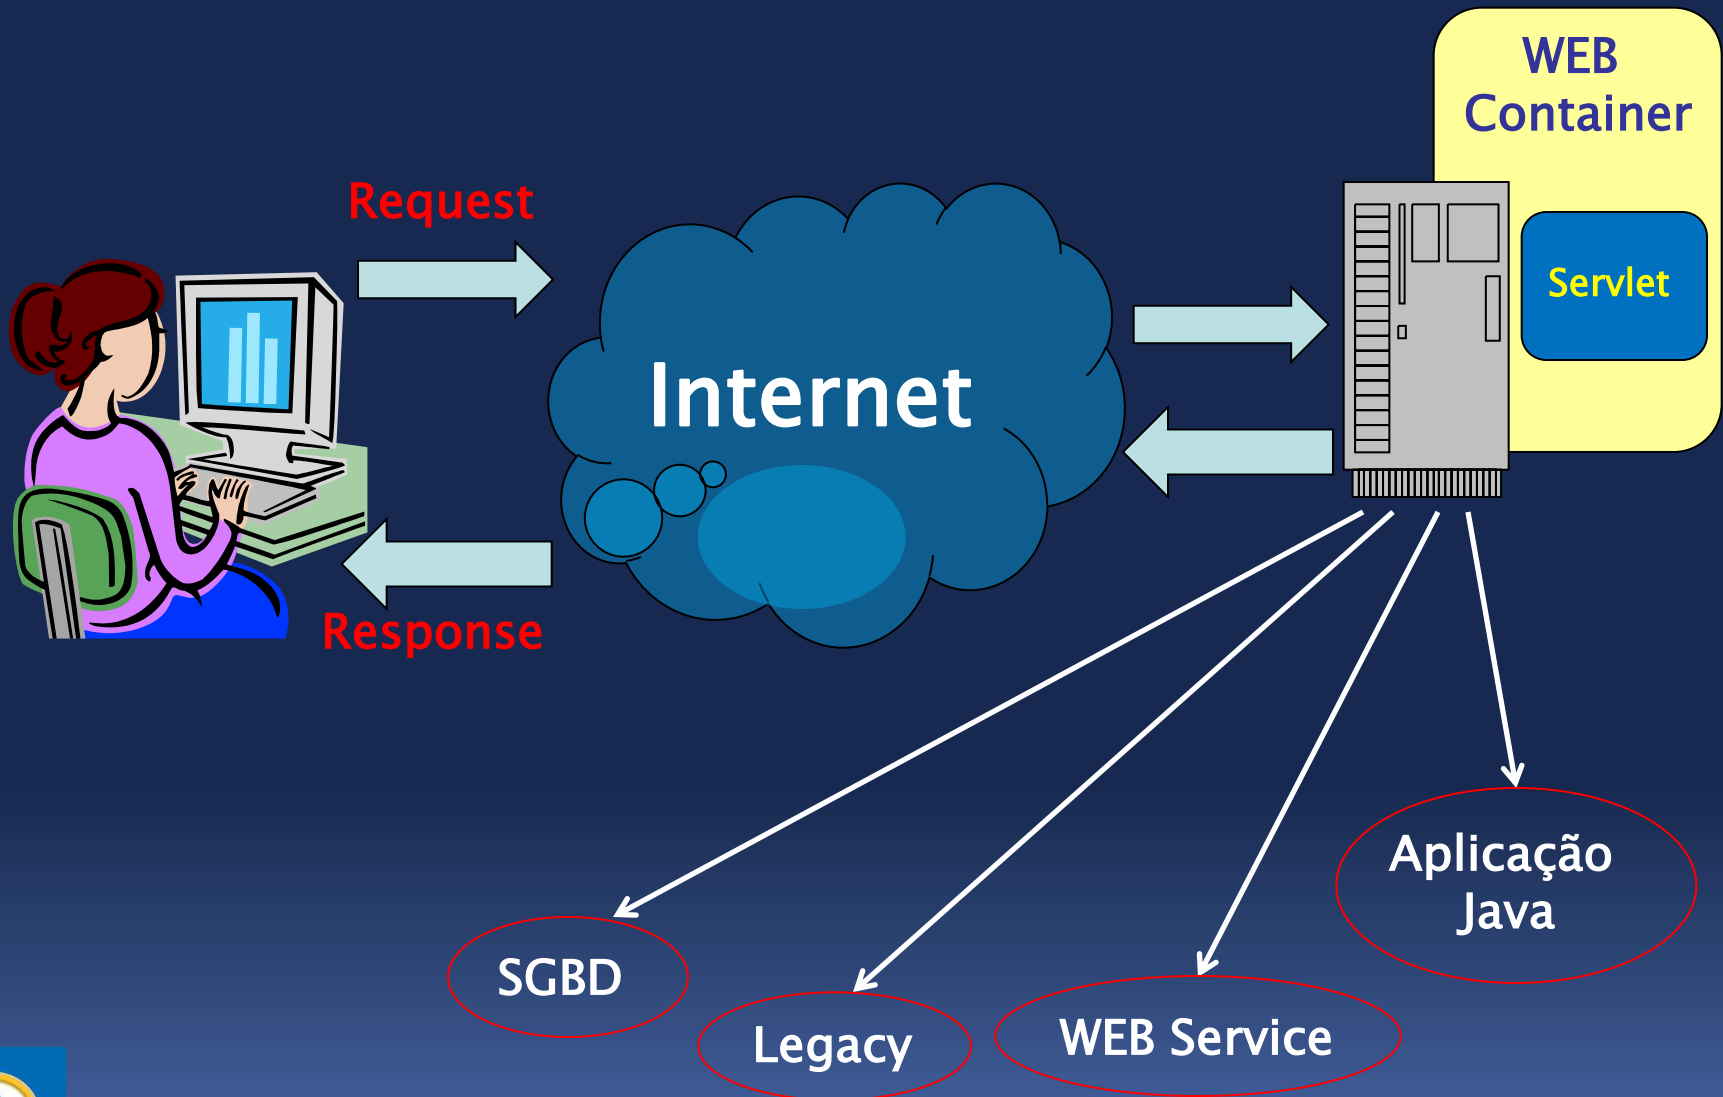 WEB
Container
Request
Servlet
Internet
Response
Aplicação
Java
SGBD
Legacy
WEB Service